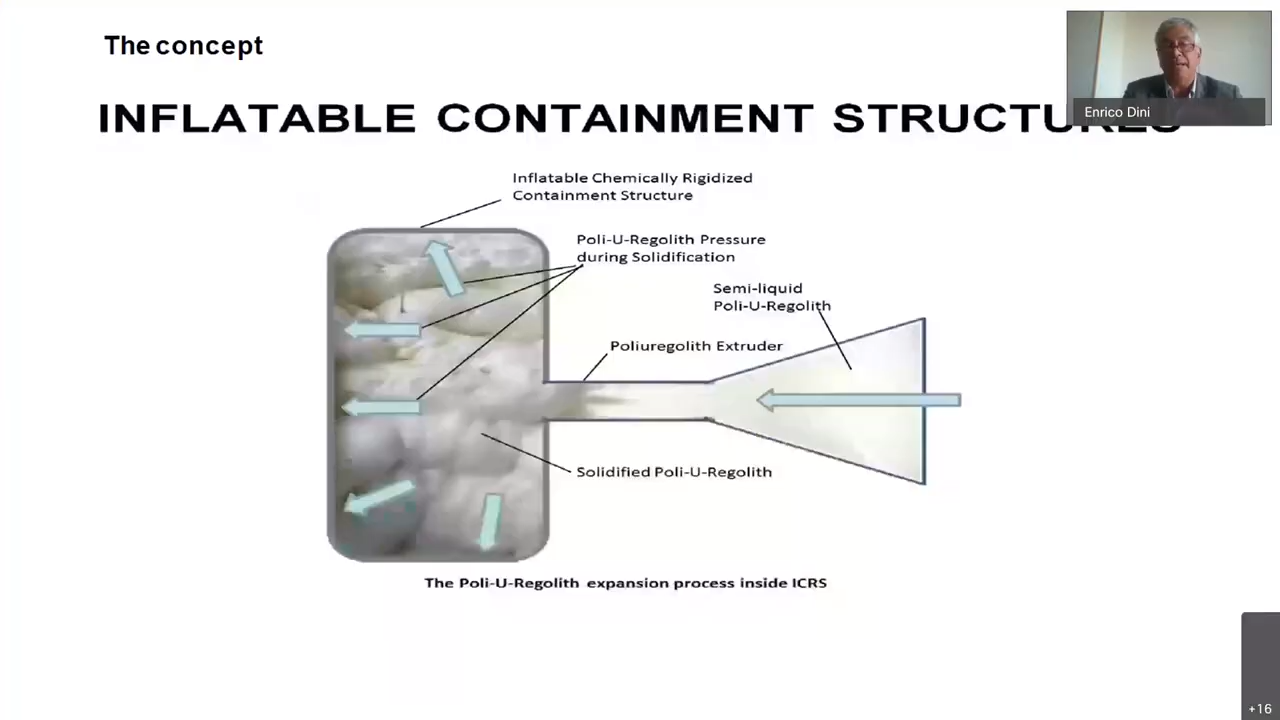 The concept
Enrico Dini
INFLATABLE CONTAINMENT STRUCTURES
Inflatable Chemically Rigidized
Containment Structure
Poli-U-Regolith Pressure
during Solidification
Semi-liquid
Poli-U-Regolith
Poliuregolith Extruder
Solidified Poli-U-Regolith
The Poli-U-Regolith expansion process inside ICRS
+16